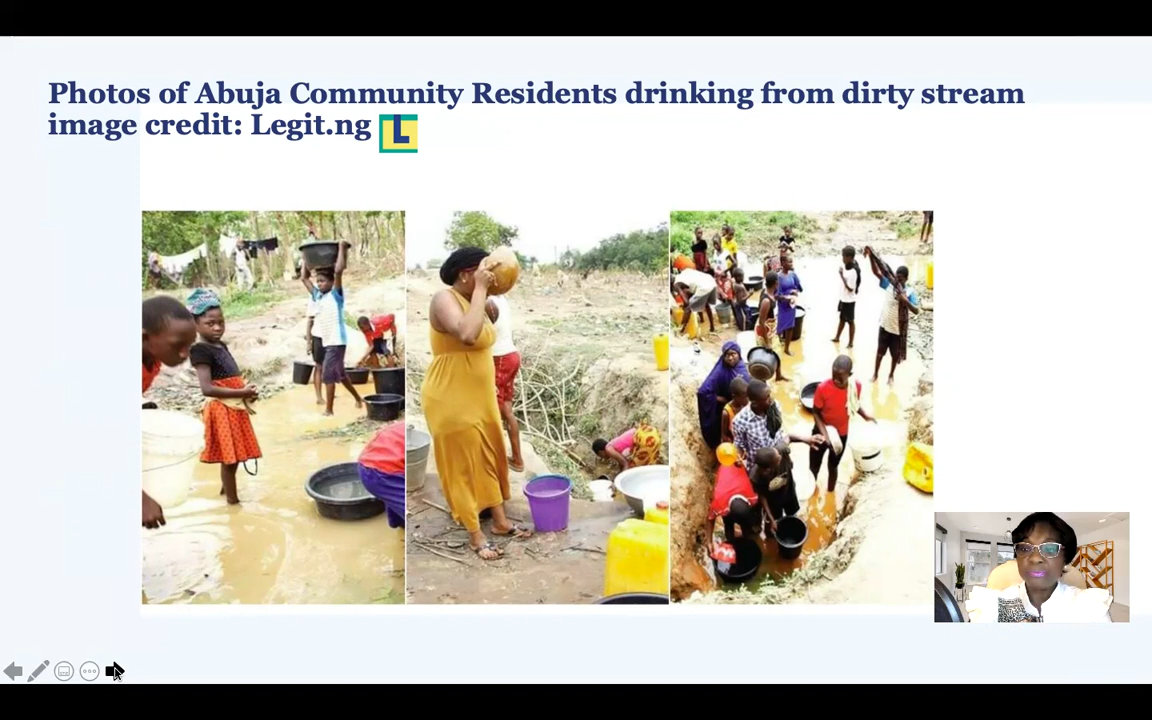 Photos of Abuja Community Residents drinking from dirty stream
image credit: Legit.ng L